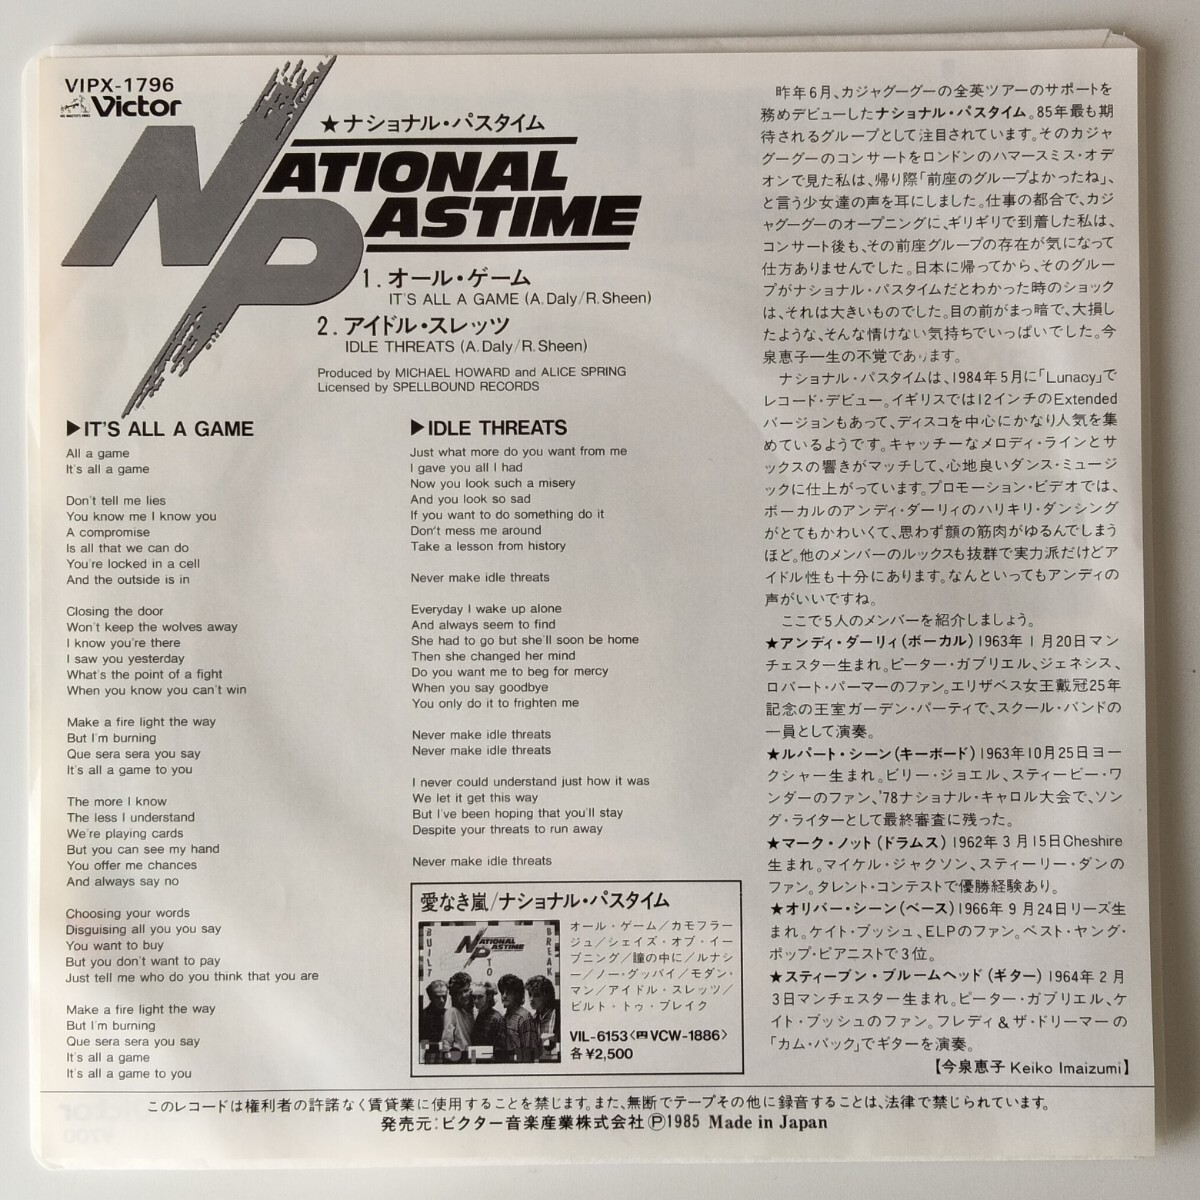 VIPX-1796
Victor
★ナショナル・パスタイム
NATIONAL
PASTIME
1.オール・ゲーム
IT'S ALL A GAME (A.Daly/R.Sheen)
2.アイドル・スレッツ
IDLE THREATS (A.Daly/R.Sheen)
Produced by MICHAEL HOWARD and ALICE SPRING
Licensed by SPELLBOUND RECORDS
▶IT'S ALL A GAME
All a game
It's all a game
Don't tell me lies
You know me I know you
A compromise
Is all that we can do
You're locked in a cell
And the outside is in
Closing the door
Won't keep the wolves away
I know you're there
I saw you yesterday
What's the point of a fight
When you know you can't win
Make a fire light the way
But I'm burning
Que sera sera you say
It's all a game to you
The more I know
The less I understand
We're playing cards
But you can see my hand
You offer me chances
And always say no
Choosing your words
Disguising all you you say
You want to buy
But you don't want to pay
Just tell me who do you think that you are
Make a fire light the way
But I'm burning
Que sera sera you say
It's all a game
It's all a game to you
▶IDLE THREATS
Just what more do you want from me
I gave you all I had
Now you look such a misery
And you look so sad
If you want to do something do it
Don't mess me around
Take a lesson from history
Never make idle threats
Everyday I wake up alone
And always seem to find
She had to go but she'll soon be home
Then she changed her mind
Do you want me to beg for mercy
When you say goodbye
You only do it to frighten me
Never make idle threats
Never make idle threats
I never could understand just how it was
We let it get this way
But I've been hoping that you'll stay
Despite your threats to run away
Never make idle threats
愛なき嵐/ナショナル・パスタイム
NATIONAL
PASTIME
BUILT
TO
BREAK
オール・ゲーム/カモフラー
ジュ/シェイズ・オブ・イー
ブニング/瞳の中に/ルナシ
ー/ノー・グッバイ/モダン・
マン/アイドル・スレッツ/
ビルト・トゥ・ブレイク
VIL-6153〈VCW-1886〉
各¥2,500
昨年6月、カジャグーグーの全英ツアーのサポートを
務めデビューしたナショナル・パスタイム。85年最も期
待されるグループとして注目されています。そのカジャ
グーグーのコンサートをロンドンのハマースミス・オデ
オンで見た私は、帰り際「前座のグループよかったね」、
と言う少女達の声を耳にしました。仕事の都合で、カジ
ャグーグーのオープニングに、ギリギリで到着した私は、
コンサート後も、その前座グループの存在が気になって
仕方ありませんでした。日本に帰ってから、そのグルー
プがナショナル・パスタイムだとわかった時のショック
は、それは大きいものでした。目の前がまっ暗で、大損し
たような、そんな情けない気持ちでいっぱいでした。今
泉恵子一生の不覚であります。
ナショナル・パスタイムは、1984年5月に「Lunacy」で
レコード・デビュー。イギリスでは12インチのExtended
バージョンもあって、ディスコを中心にかなり人気を集
めているようです。キャッチーなメロディ・ラインとサ
ックスの響きがマッチして、心地良いダンス・ミュージ
ックに仕上がっています。プロモーション・ビデオでは、
ボーカルのアンディ・ダーリィのハリキリ・ダンシング
がとてもかわいくて、思わず顔の筋肉がゆるんでしまう
ほど。他のメンバーのルックスも抜群で実力派だけどア
イドル性も十分にあります。なんといってもアンディの
声がいいですね。
ここで5人のメンバーを紹介しましょう。
★アンディ・ダーリィ(ボーカル) 1963年1月20日マン
チェスター生まれ。ピーター・ガブリエル、ジェネシス、
ロバート・パーマーのファン。エリザベス女王戴冠25年
記念の王室ガーデン・パーティで、スクール・バンドの
一員として演奏。
★ルパート・シーン(キーボード) 1963年10月25日ヨー
クシャー生まれ。ビリー・ジョエル、スティービー・ワ
ンダーのファン、'78ナショナル・キャロル大会で、ソン
グ・ライターとして最終審査に残った。
★マーク・ノット(ドラムス) 1962年3月15日Cheshire
生まれ。マイケル・ジャクソン、スティーリー・ダンの
ファン。タレント・コンテストで優勝経験あり。
★オリバー・シーン(ベース) 1966年9月24日リーズ生
まれ。ケイト・ブッシュ、ELPのファン。ベスト・ヤング・
ポップ・ピアニストで3位。
★スティーブン・ブルームヘッド(ギター) 1964年2月
3日マンチェスター生まれ。ピーター・ガブリエル、ケ
イト・ブッシュのファン。フレディ&ザ・ドリーマーの
「カム・バック」でギターを演奏。
【今泉恵子 Keiko Imaizumi】
このレコードは権利者の許諾なく賃貸業に使用することを禁じます。また、無断でテープその他に録音することは、法律で禁じられています。
発売元:ビクター音楽産業株式会社Ⓟ1985 Made in Japan